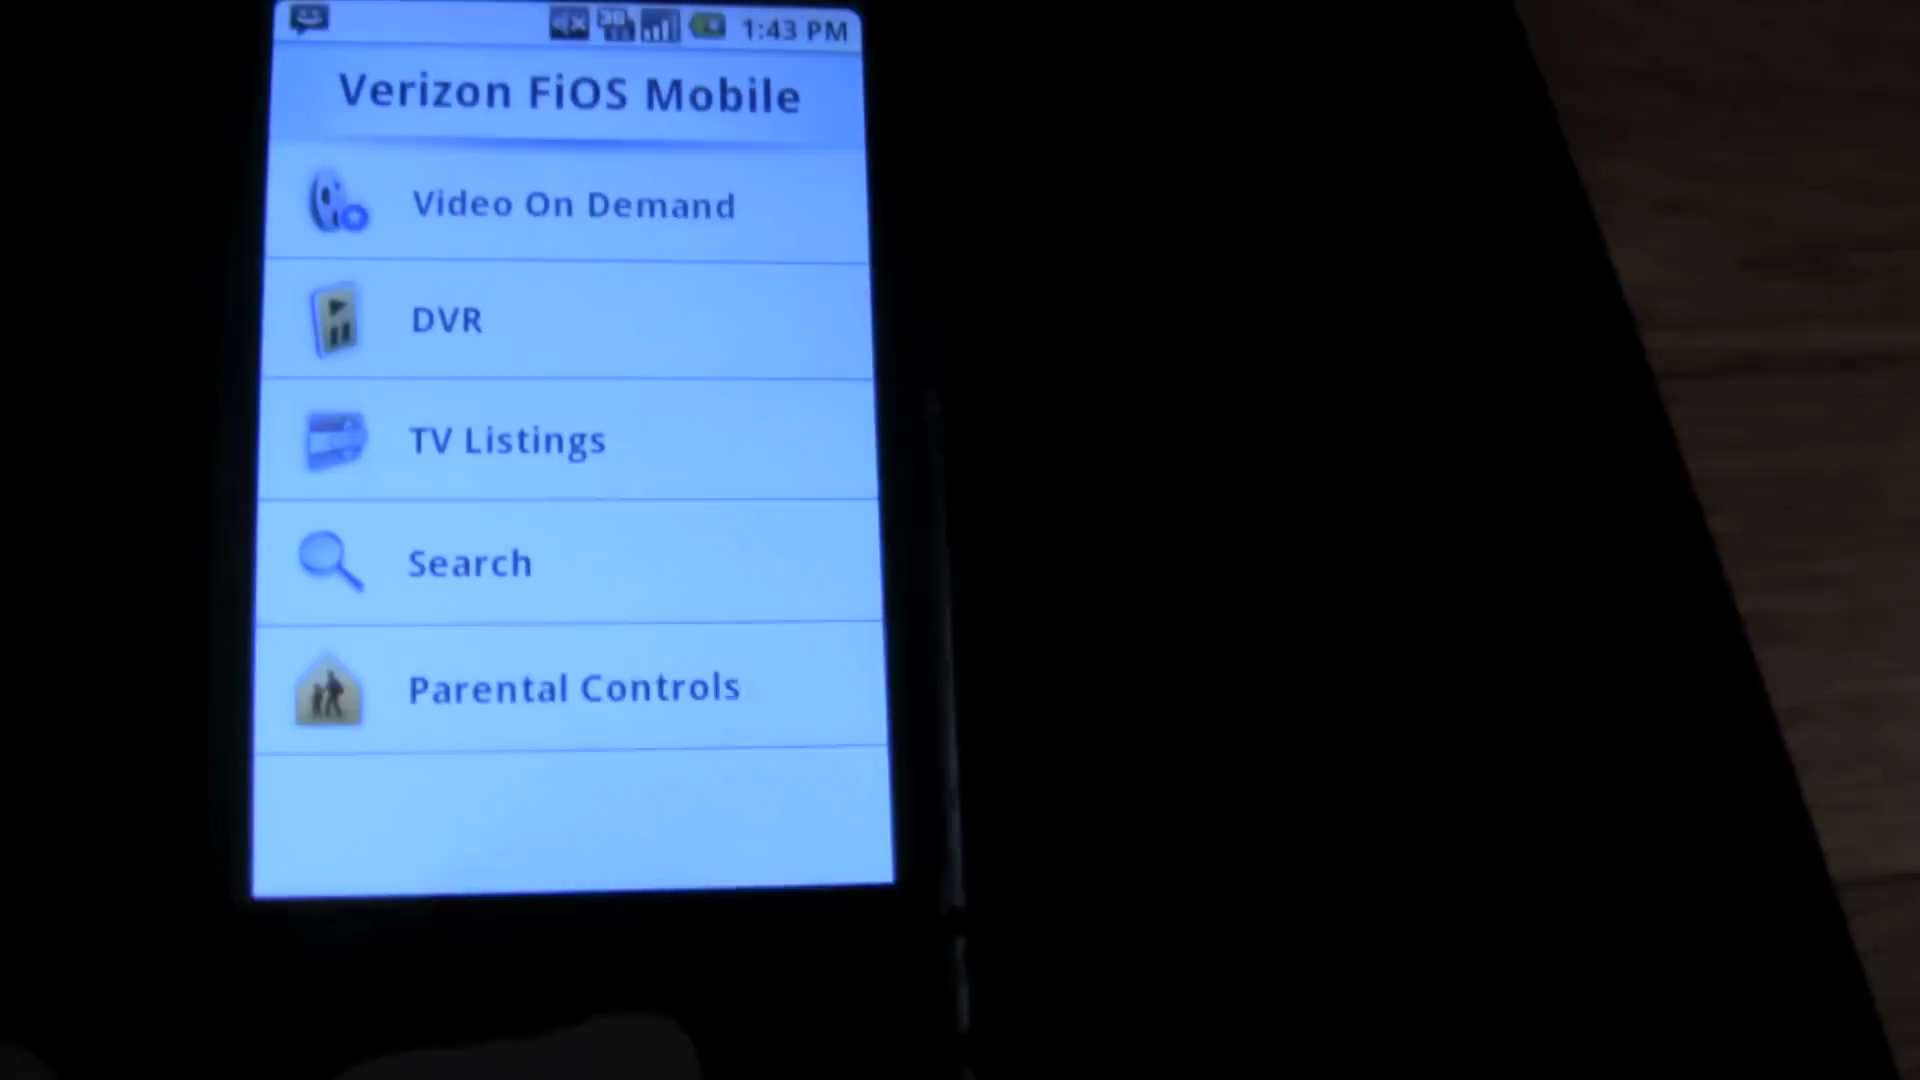 1:43 PM
Verizon FiOS Mobile
Video On Demand
DVR
TV Listings
Search
Parental Controls